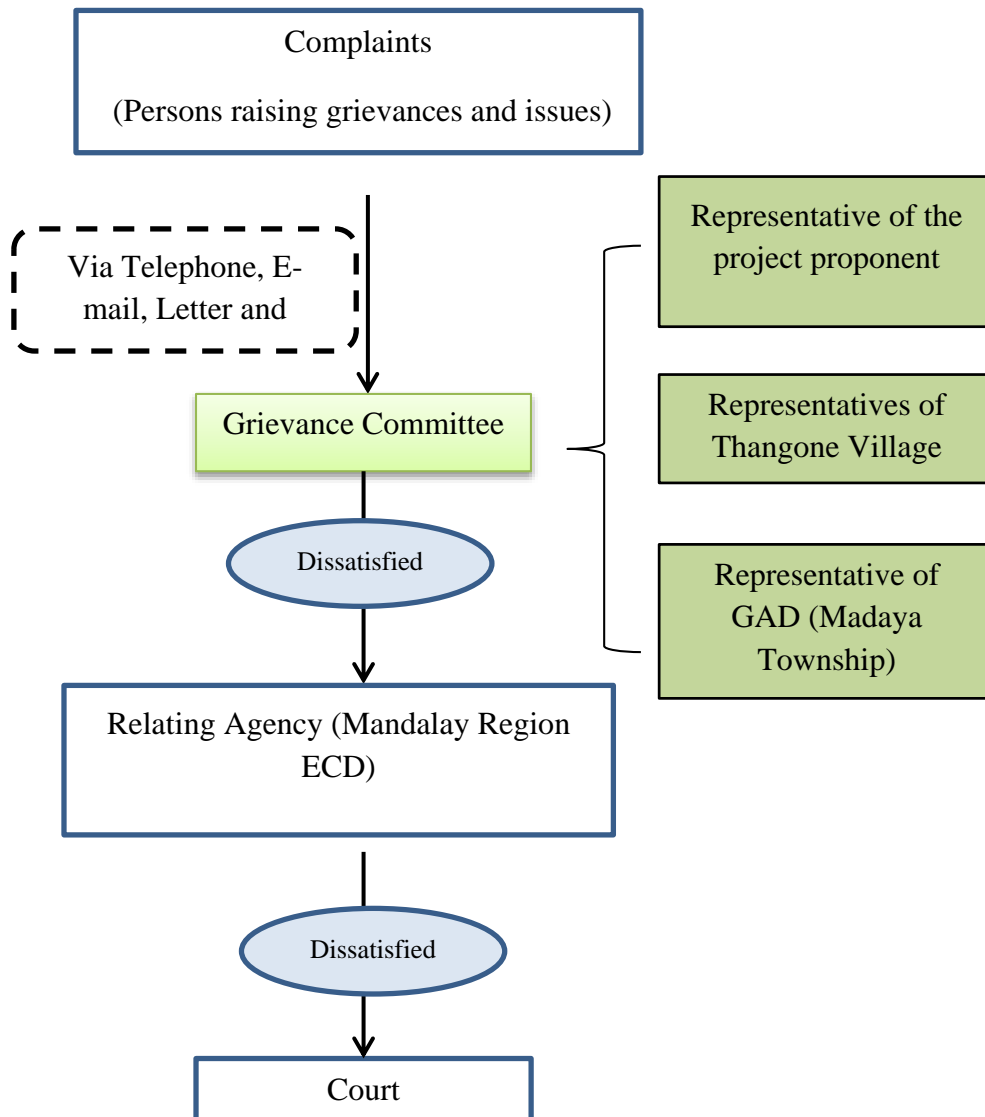 Complaints
(Persons raising grievances and issues)
Via Telephone, E-
mail, Letter and
Grievance Committee
Representative of the
project proponent
Representatives of
Thangone Village
Representative of
GAD (Madaya
Township)
Dissatisfied
Relating Agency (Mandalay Region
ECD)
Dissatisfied
Court